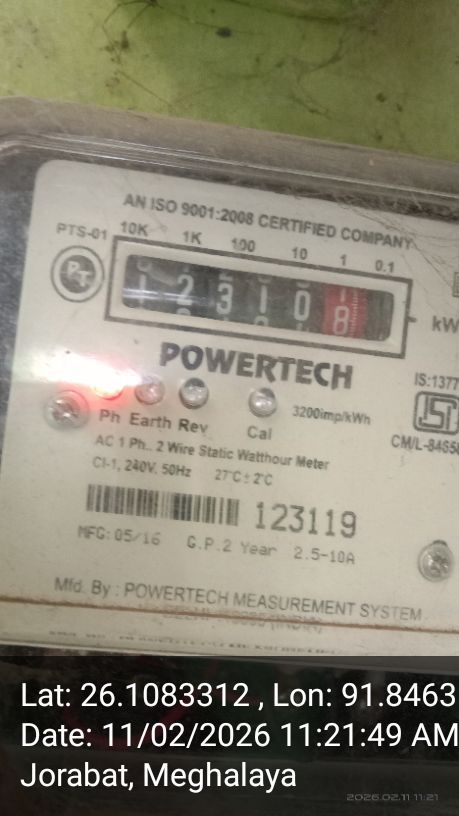 AN ISO 9001:2008 CERTIFIED COMPANY
PTS-01 10K 1K 100 10 1 0.1
PT
1 2 3 1 0 8
kW
POWERTECH
IS:1377
Ph Earth Rev Cal 3200imp/kWh
ISI
CM/L-8465
AC 1 Ph., 2 Wire Static Watthour Meter
Cl-1, 240V, 50Hz 27°C±2°C
123119
MFG:05/16 G.P.2 Year 2.5-10A
Mfd. By : POWERTECH MEASUREMENT SYSTEM
Lat: 26.1083312 , Lon: 91.8463
Date: 11/02/2026 11:21:49 AM
Jorabat, Meghalaya
2026.02.11 11:21